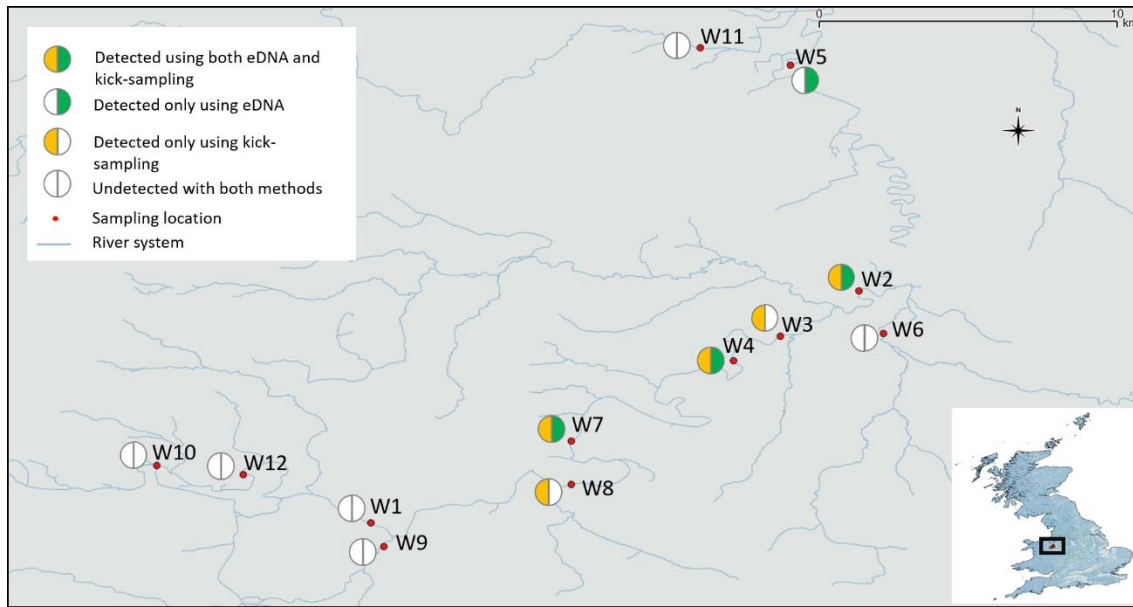 0 10
km
W11
W5
Detected using both eDNA and
kick-sampling
Detected only using eDNA
Detected only using kick-
sampling
Undetected with both methods
Sampling location
River system
N
W2
W3
W6
W4
W7
W10
W12
W8
W1
W9